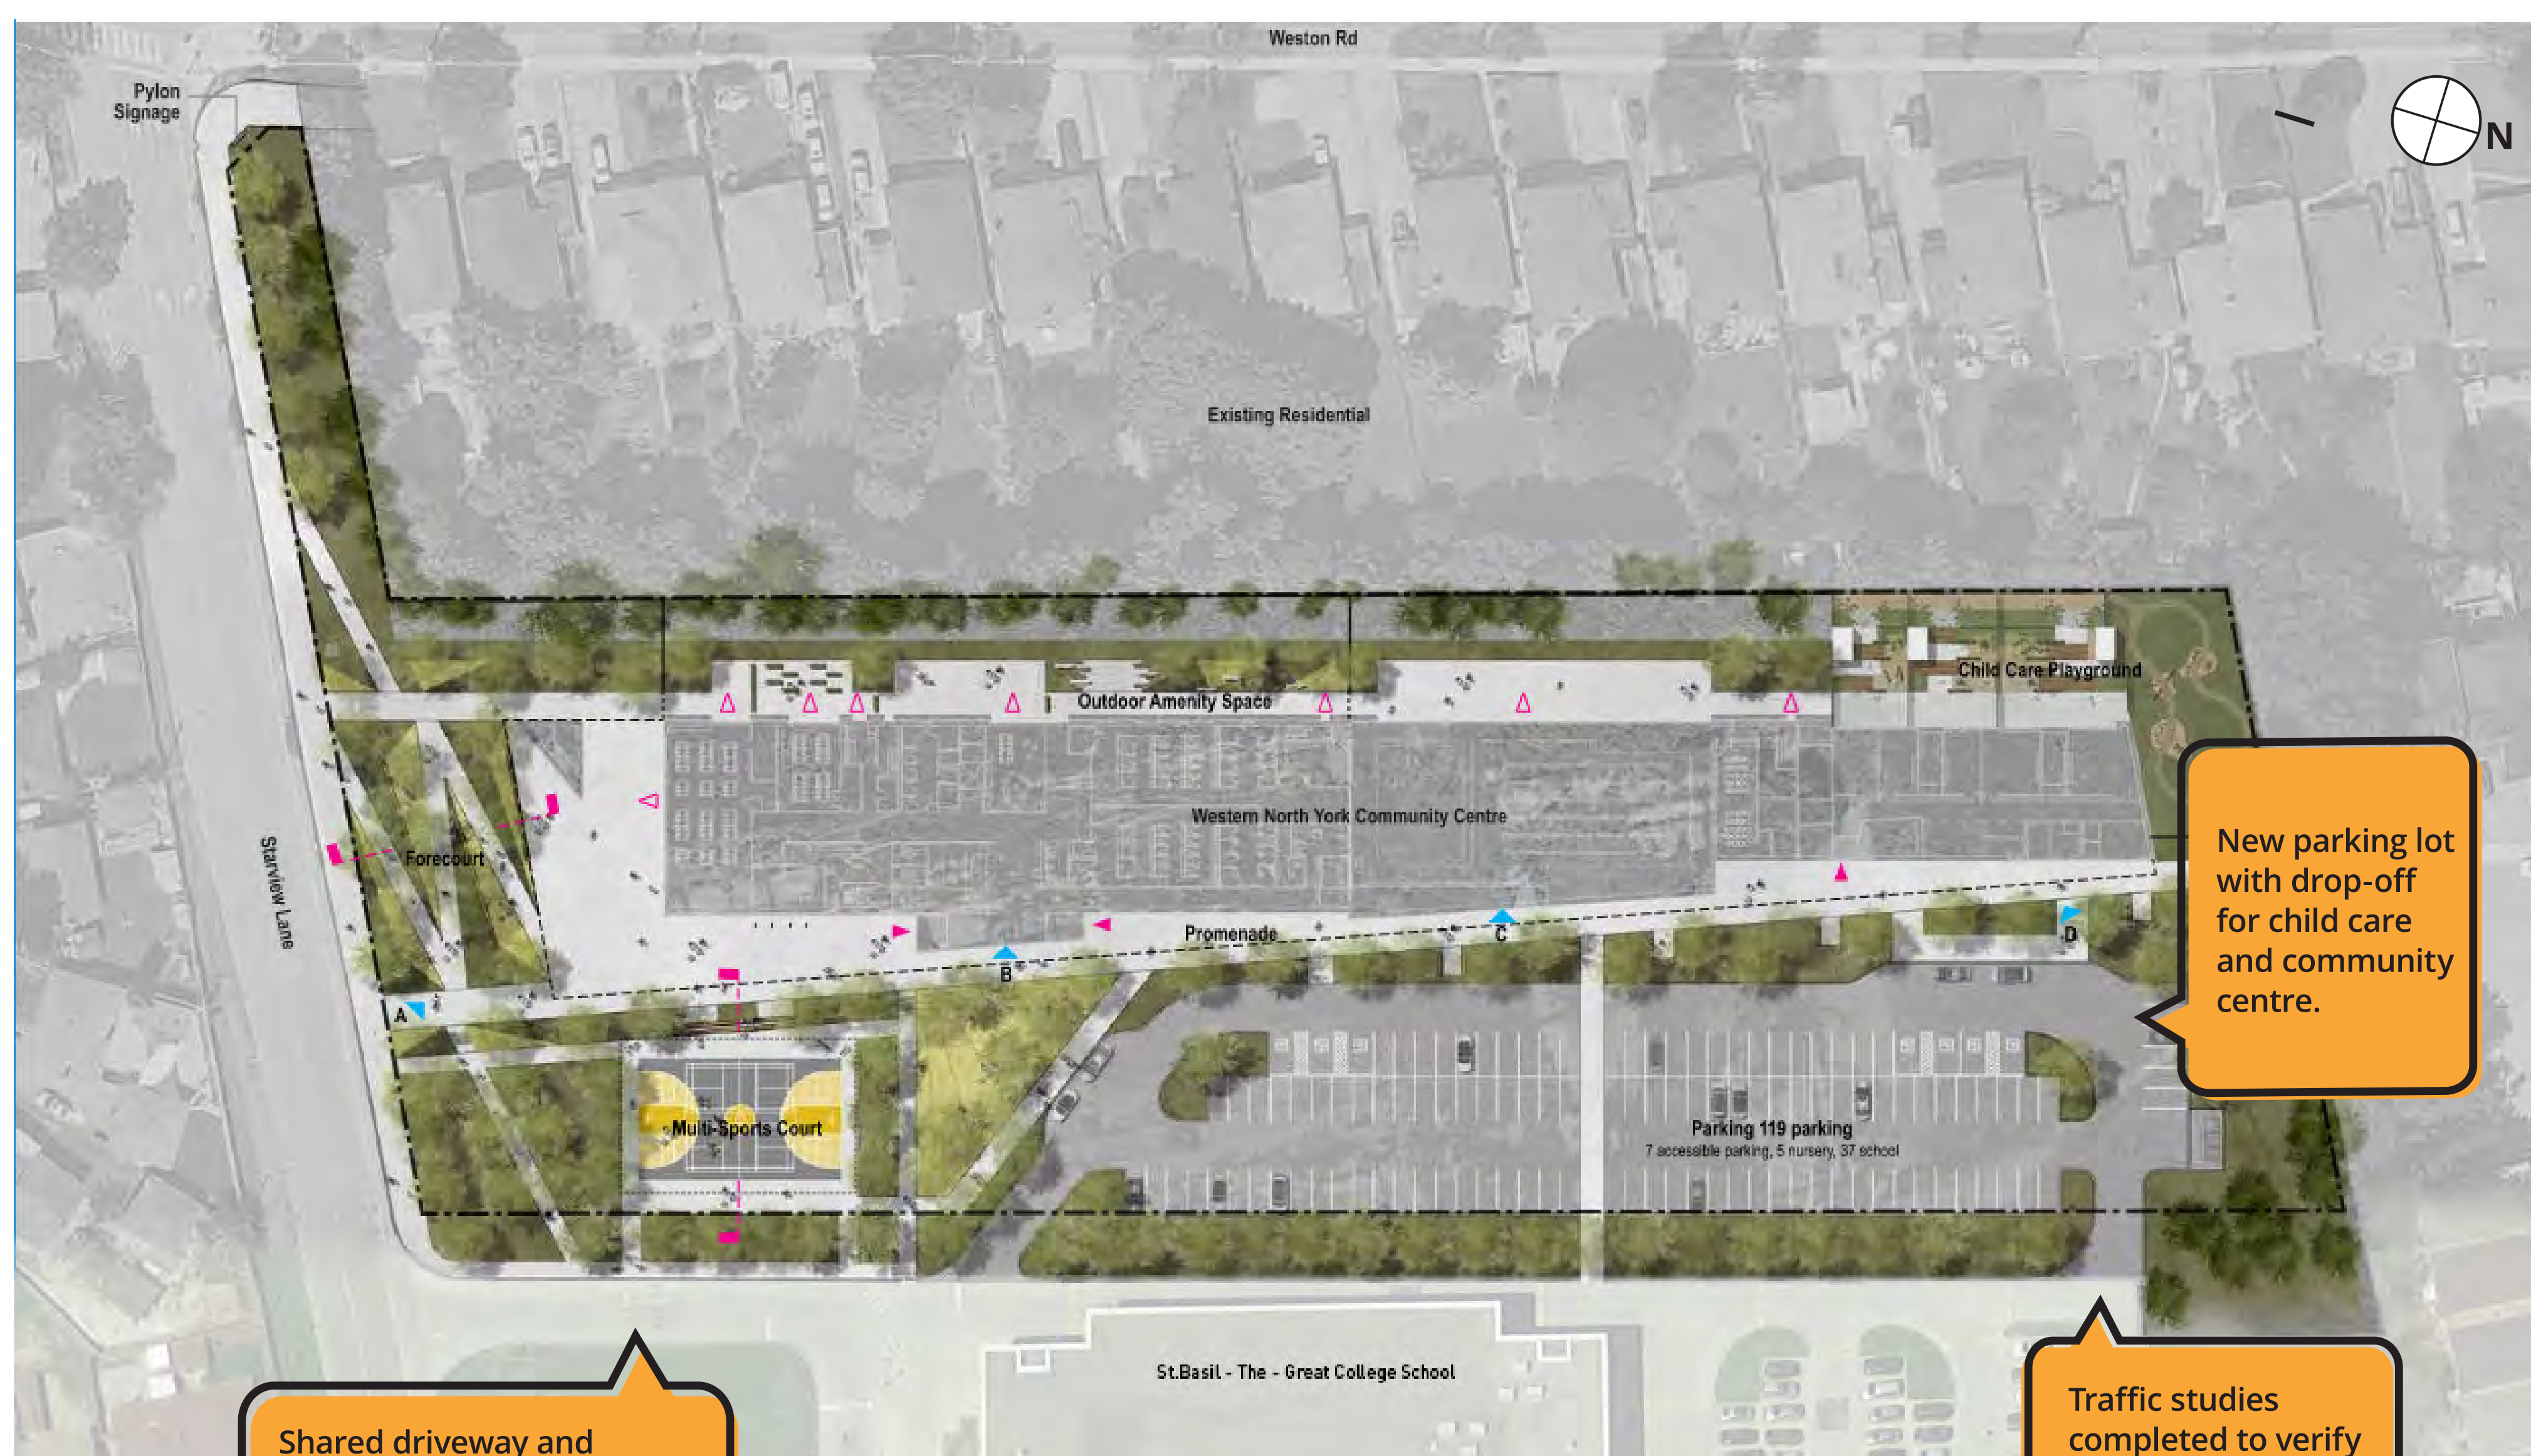 Weston Rd
Pylon
Signage
N
Existing Residential
Child Care Playground
Outdoor Amenity Space
Western North York Community Centre
Forecourt
Starview Lane
New parking lot
with drop-off
for child care
and community
centre.
Promenade
A
B
C
D
Multi-Sports Court
Parking 119 parking
7 accessible parking, 5 nursery, 37 school
St.Basil - The - Great College School
Shared driveway and
Traffic studies
completed to verify